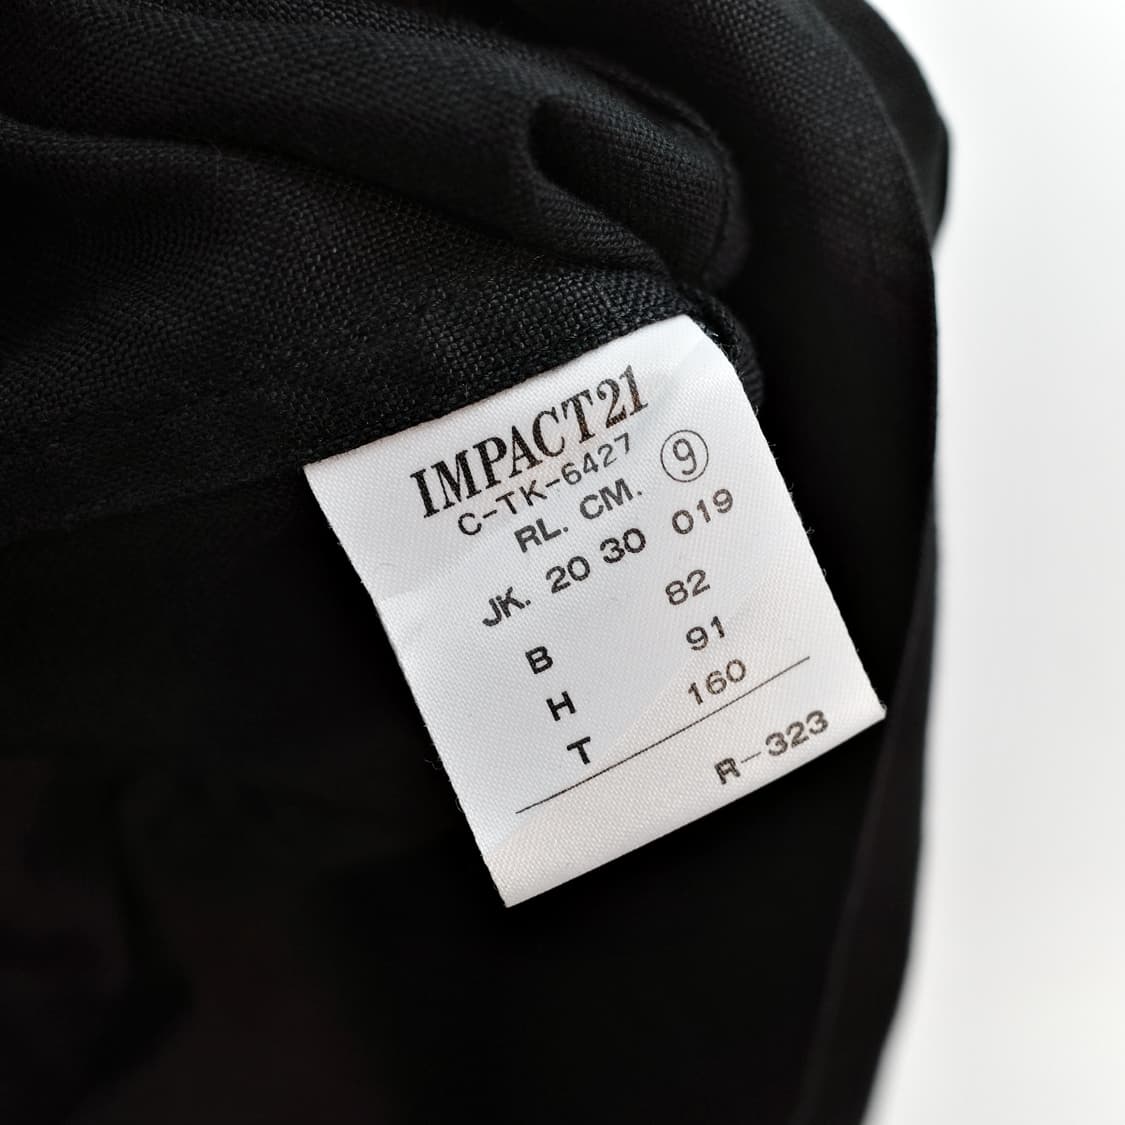 IMPACT21
C-TK-6427
RL. CM. ⑨
JK. 20 30 019
B 82
H 91
T 160
R-323